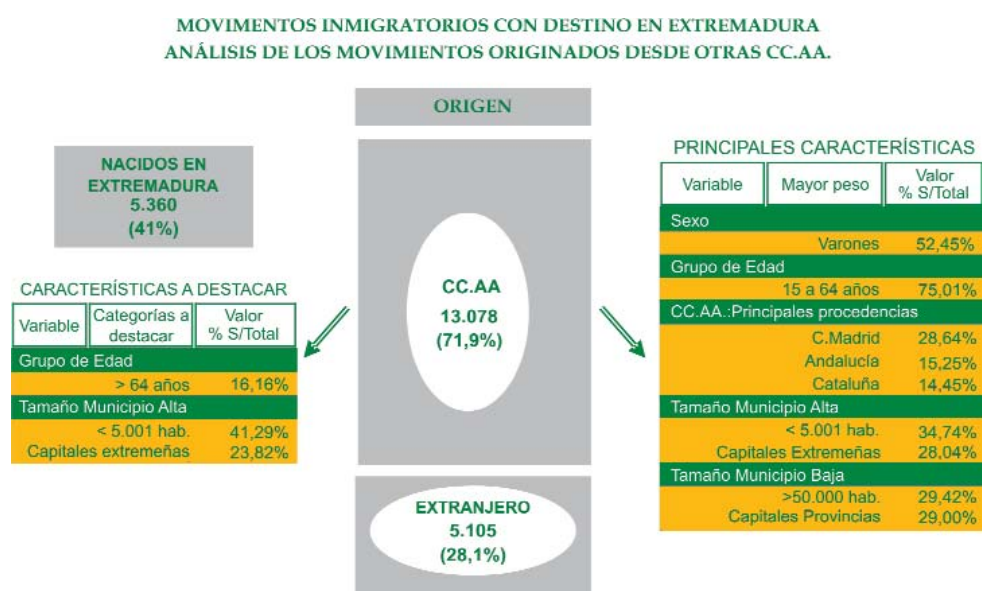 MOVIMENTOS INMIGRATORIOS CON DESTINO EN EXTREMADURA
ANÁLISIS DE LOS MOVIMIENTOS ORIGINADOS DESDE OTRAS CC.AA.
ORIGEN
NACIDOS EN
EXTREMADURA
5.360
(41%)
CARACTERÍSTICAS A DESTACAR
Variable Categorías a destacar Valor % S/Total
Grupo de Edad
> 64 años 16,16%
Tamaño Municipio Alta
< 5.001 hab. 41,29%
Capitales extremeñas 23,82%
CC.AA
13.078
(71,9%)
EXTRANJERO
5.105
(28,1%)
PRINCIPALES CARACTERÍSTICAS
Variable Mayor peso Valor % S/Total
Sexo
Varones 52,45%
Grupo de Edad
15 a 64 años 75,01%
CC.AA.:Principales procedencias
C.Madrid 28,64%
Andalucía 15,25%
Cataluña 14,45%
Tamaño Municipio Alta
< 5.001 hab. 34,74%
Capitales Extremeñas 28,04%
Tamaño Municipio Baja
>50.000 hab. 29,42%
Capitales Provincias 29,00%